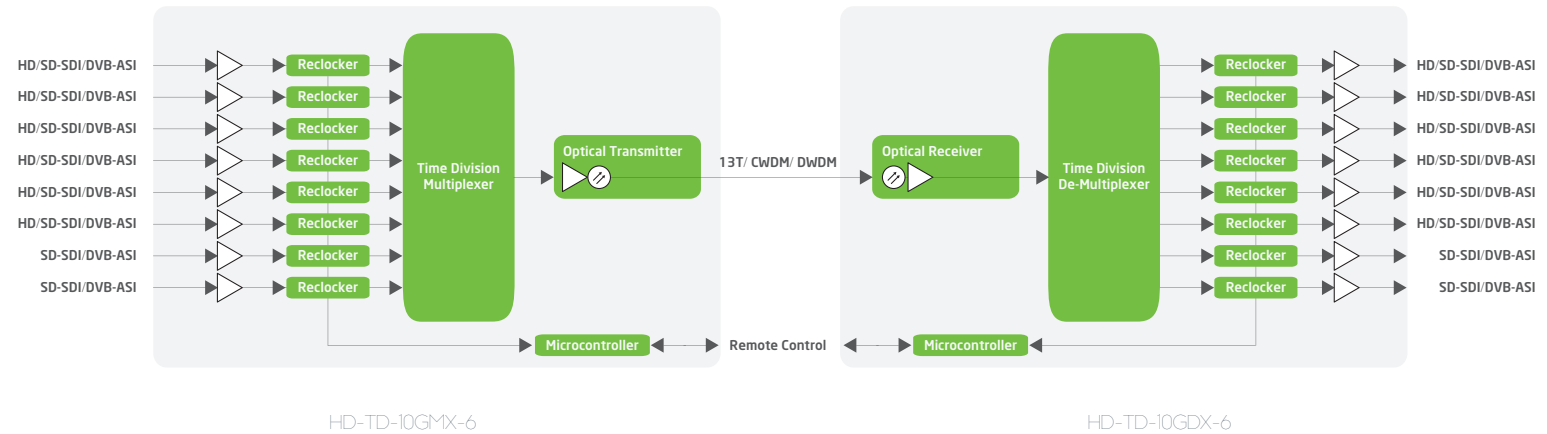 HD/SD-SDI/DVB-ASI
HD/SD-SDI/DVB-ASI
HD/SD-SDI/DVB-ASI
HD/SD-SDI/DVB-ASI
HD/SD-SDI/DVB-ASI
HD/SD-SDI/DVB-ASI
SD-SDI/DVB-ASI
SD-SDI/DVB-ASI
Reclocker
Reclocker
Reclocker
Reclocker
Reclocker
Reclocker
Reclocker
Reclocker
Time Division
Multiplexer
Optical Transmitter
Microcontroller
13T/ CWDM/ DWDM
Remote Control
Optical Receiver
Microcontroller
Time Division
De-Multiplexer
Reclocker
Reclocker
Reclocker
Reclocker
Reclocker
Reclocker
Reclocker
Reclocker
HD/SD-SDI/DVB-ASI
HD/SD-SDI/DVB-ASI
HD/SD-SDI/DVB-ASI
HD/SD-SDI/DVB-ASI
HD/SD-SDI/DVB-ASI
HD/SD-SDI/DVB-ASI
SD-SDI/DVB-ASI
SD-SDI/DVB-ASI
HD-TD-10GMX-6
HD-TD-10GDX-6